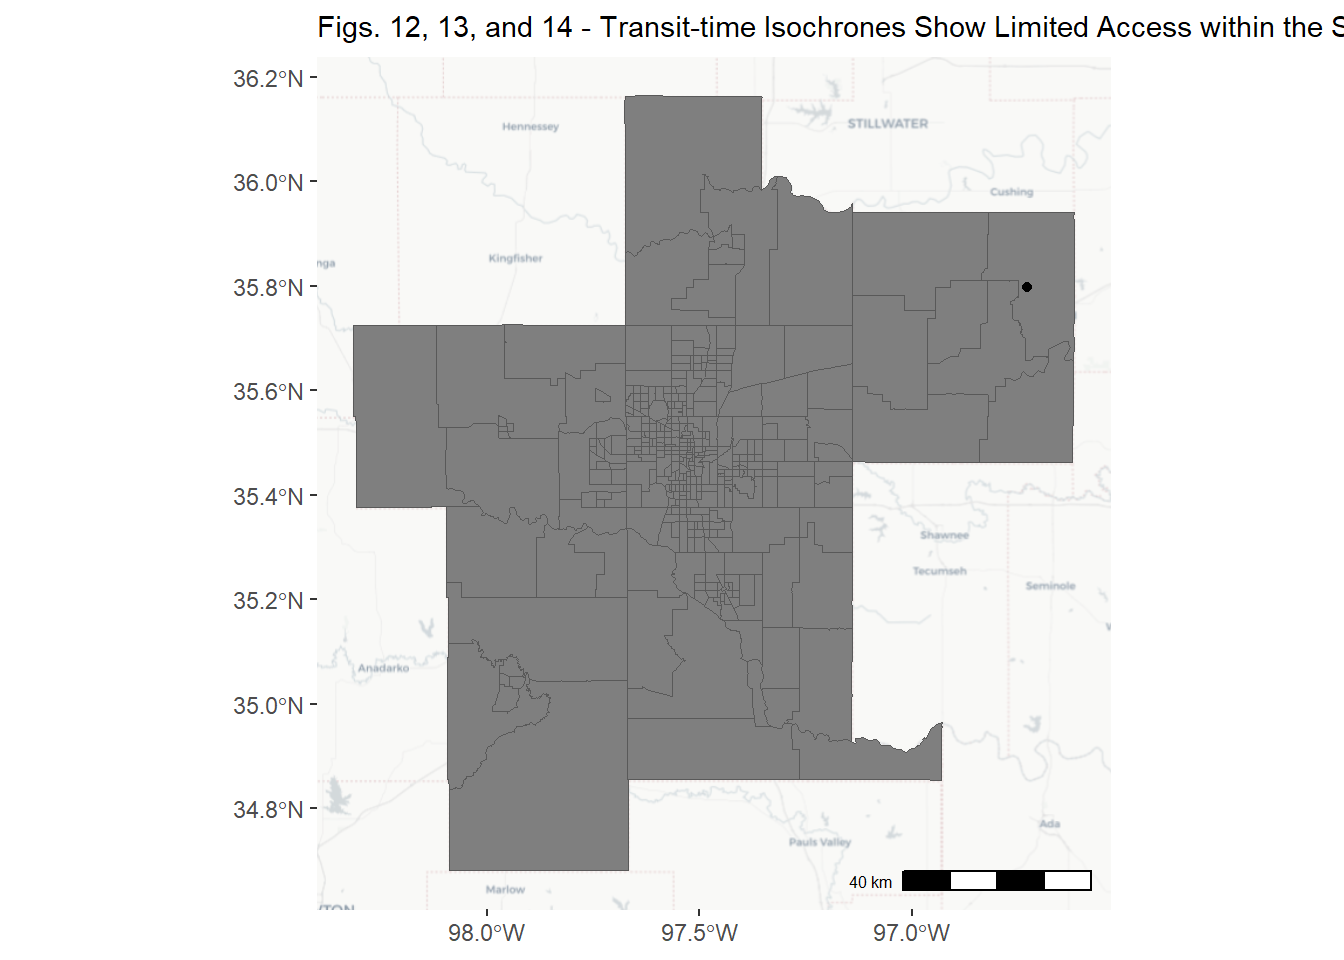 Figs. 12, 13, and 14 - Transit-time Isochrones Show Limited Access within the S
36.2°N
STILLWATER
Hennessey
36.0°N
Cushing
Kingfisher
nga
35.8°N
35.6°N
35.4°N
Shawnee
Tecumseh
Seminole
35.2°N
Anadarko
35.0°N
34.8°N
Ada
Pauls Valley
40 km
Marlow
TON
98.0°W 97.5°W 97.0°W